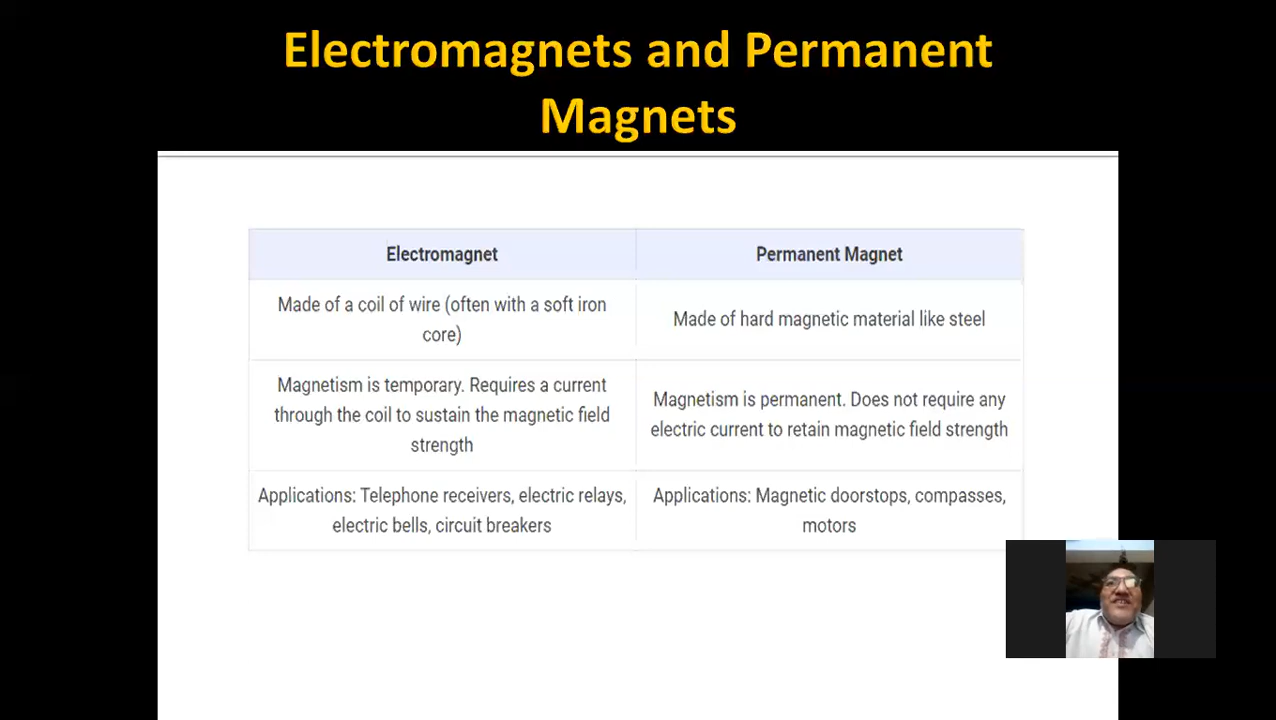 Electromagnets and Permanent
Magnets
Electromagnet
Permanent Magnet
Made of a coil of wire (often with a soft iron
core)
Made of hard magnetic material like steel
Magnetism is temporary. Requires a current
through the coil to sustain the magnetic field
strength
Magnetism is permanent. Does not require any
electric current to retain magnetic field strength
Applications: Telephone receivers, electric relays,
electric bells, circuit breakers
Applications: Magnetic doorstops, compasses,
motors